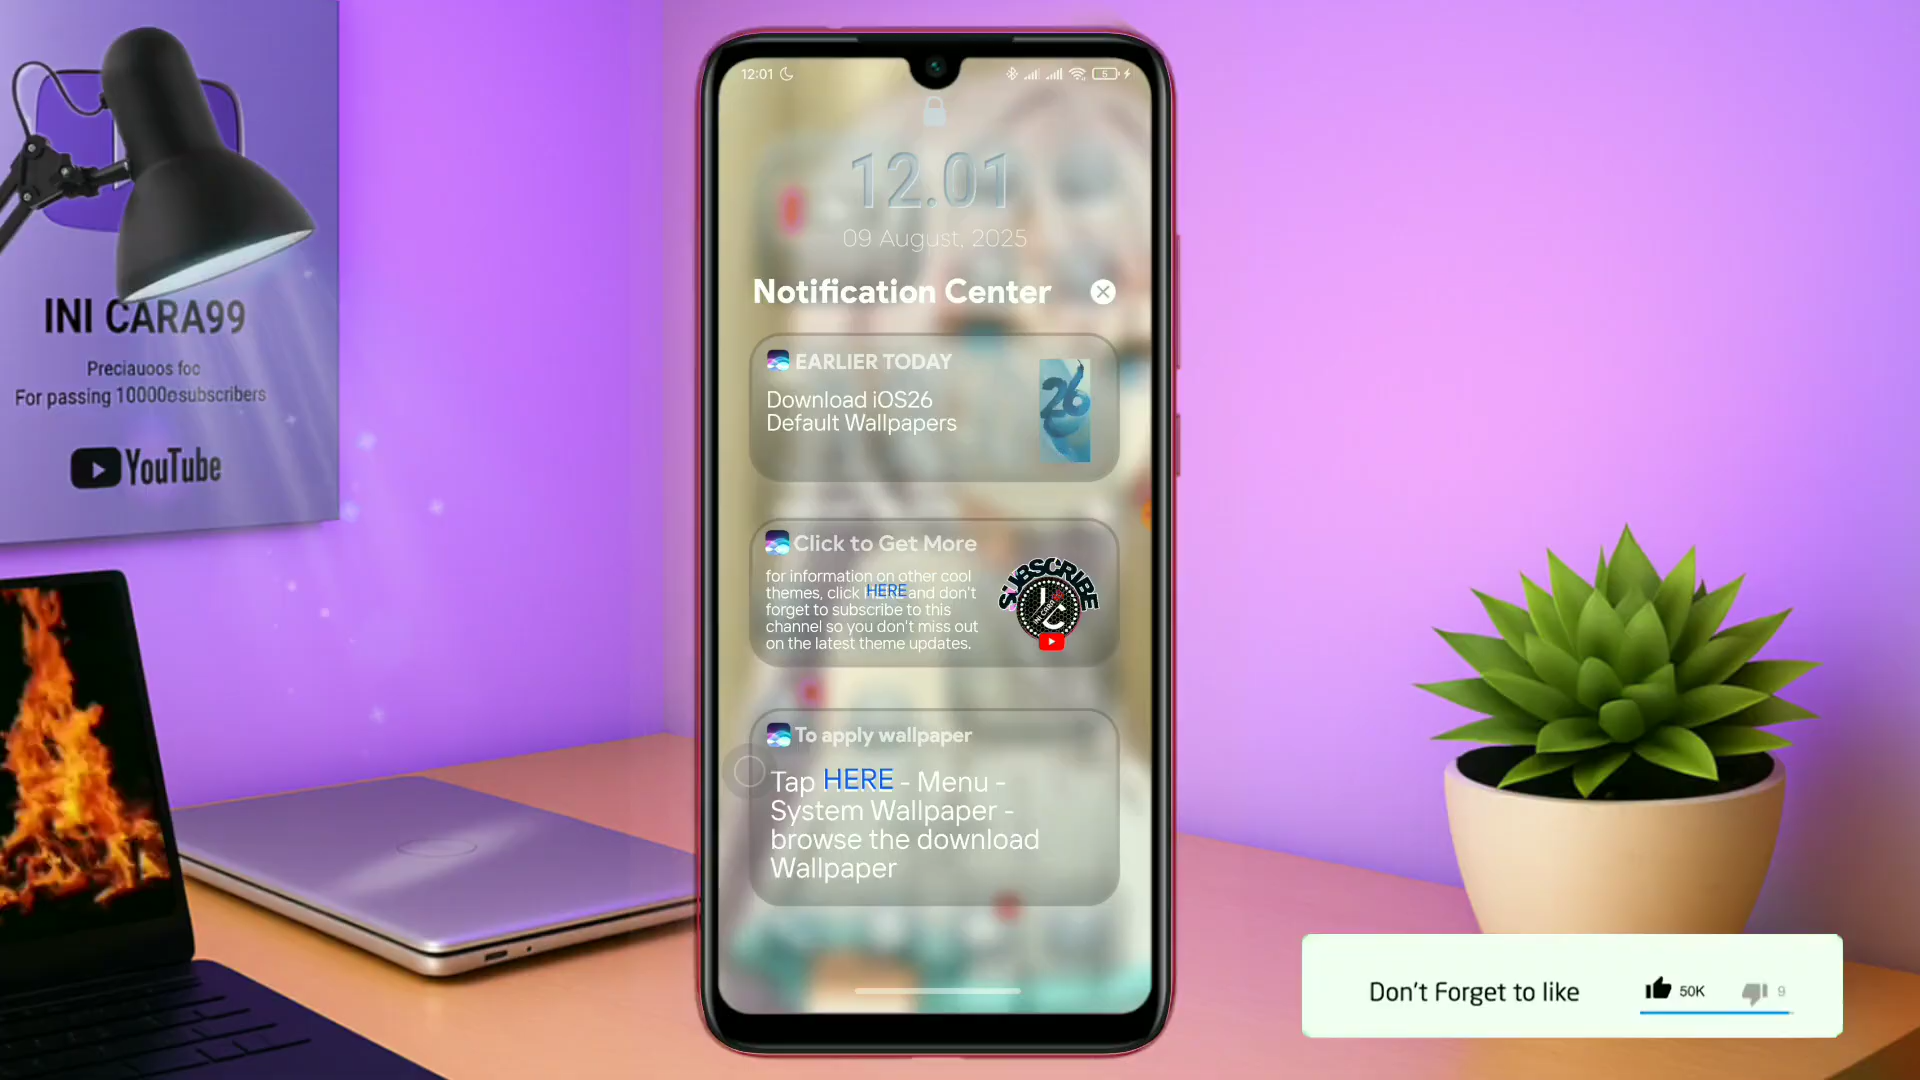 INI CARA99
Preciauoos foo
For passing 10000osubscribers
YouTube
12:01
5
12.01
09 August, 2025
Notification Center
EARLIER TODAY
Download iOS26
Default Wallpapers
26
Click to Get More
for information on other cool
themes, click HERE and don't
forget to subscribe to this
channel so you don't miss out
on the latest theme updates.
SUBSCRIBE
To apply wallpaper
Tap HERE - Menu -
System Wallpaper -
browse the download
Wallpaper
Don't Forget to like
50K
9